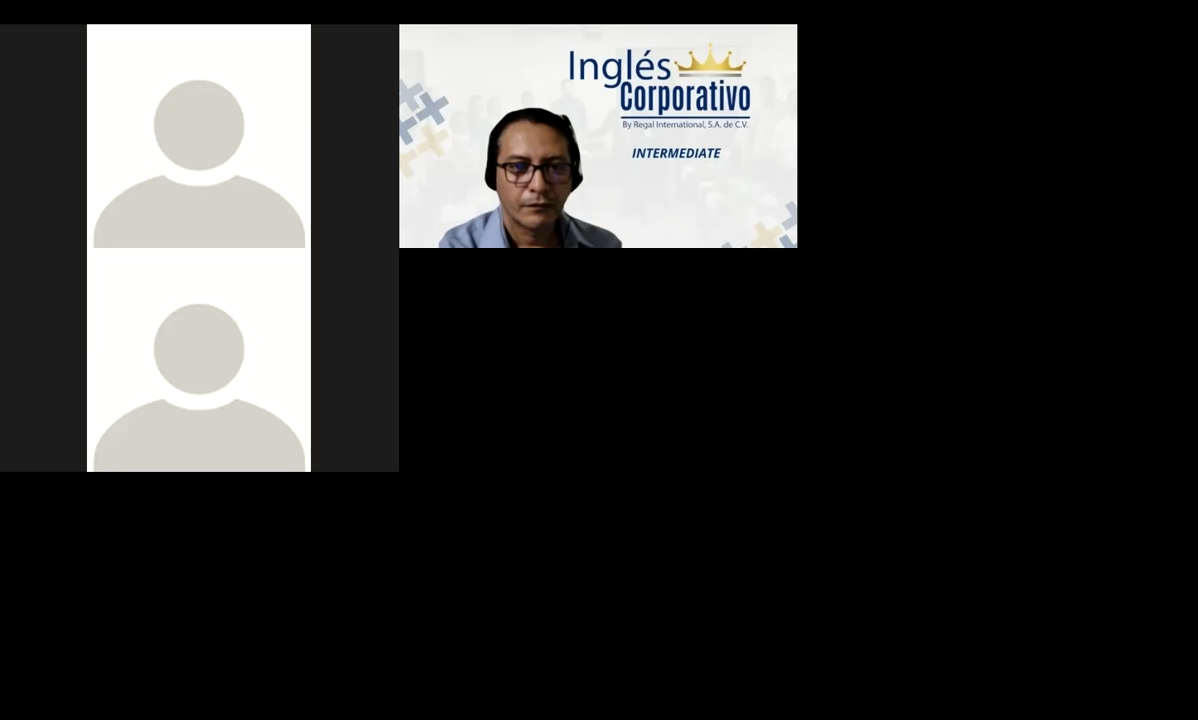 Inglés
Corporativo
By Regal International, S.A. de C.V.
INTERMEDIATE